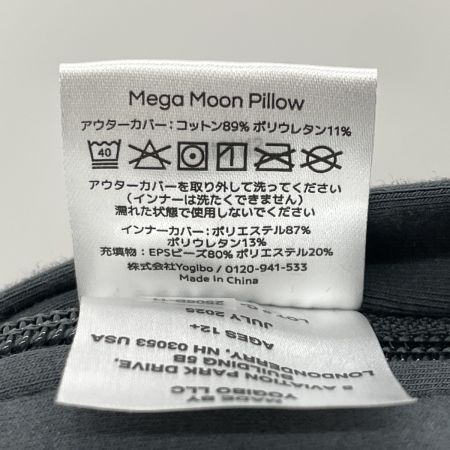 Mega Moon Pillow
アウターカバー：コットン89% ポリウレタン11%
40
アウターカバーを取り外して洗ってください
（インナーは洗たくできません）
濡れた状態で使用しないでください
インナーカバー：ポリエステル87%
ポリウレタン13%
充填物：EPSビーズ80% ポリエステル20%
株式会社Yogibo / 0120-941-533
Made in China
MADE BY
YOGIBO LLC
8 AVIATION PARK DRIVE,
BUILDING 5B
LONDONDERRY, NH 03053 USA
AGES 12+
JULY 2025